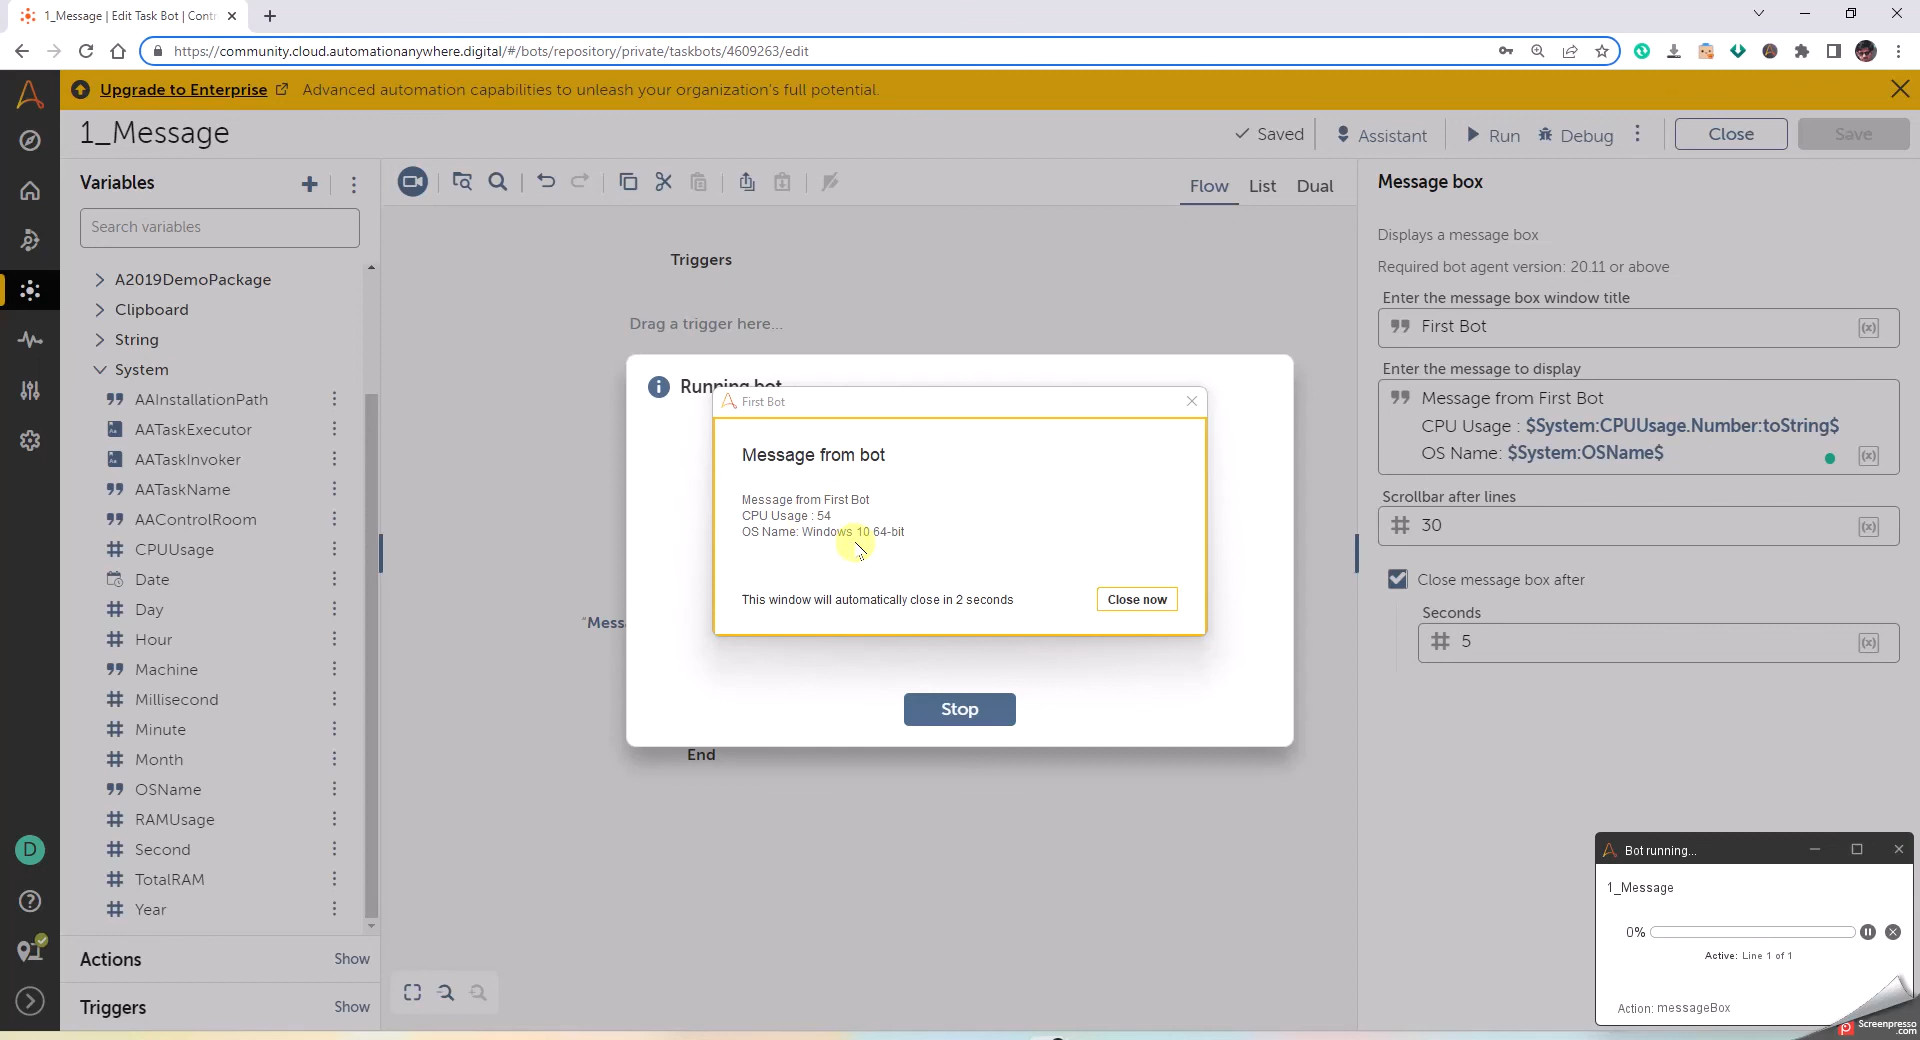 1_Message | Edit Task Bot | Contr
https://community.cloud.automationanywhere.digital/#/bots/repository/private/taskbots/4609263/edit
Upgrade to Enterprise Advanced automation capabilities to unleash your organization's full potential.
1_Message
Saved
Assistant
Run
Debug
Close
Save
Variables
Search variables
A2019DemoPackage
Clipboard
String
System
AAInstallationPath
AATaskExecutor
AATaskInvoker
AATaskName
AAControlRoom
CPUUsage
Date
Day
Hour
Machine
Millisecond
Minute
Month
OSName
RAMUsage
Second
TotalRAM
Year
Actions Show
Triggers Show
D
Flow List Dual
Triggers
Drag a trigger here...
"Messa
End
Running bot
First Bot
Message from bot
Message from First Bot
CPU Usage : 54
OS Name: Windows 10 64-bit
This window will automatically close in 2 seconds
Close now
Stop
Message box
Displays a message box
Required bot agent version: 20.11 or above
Enter the message box window title
First Bot
(x)
Enter the message to display
Message from First Bot
CPU Usage : $System:CPUUsage.Number:toString$
OS Name: $System:OSName$
(x)
Scrollbar after lines
30
(x)
Close message box after
Seconds
5
(x)
Bot running...
1_Message
0%
Active: Line 1 of 1
Action: messageBox
Screenpresso
.com